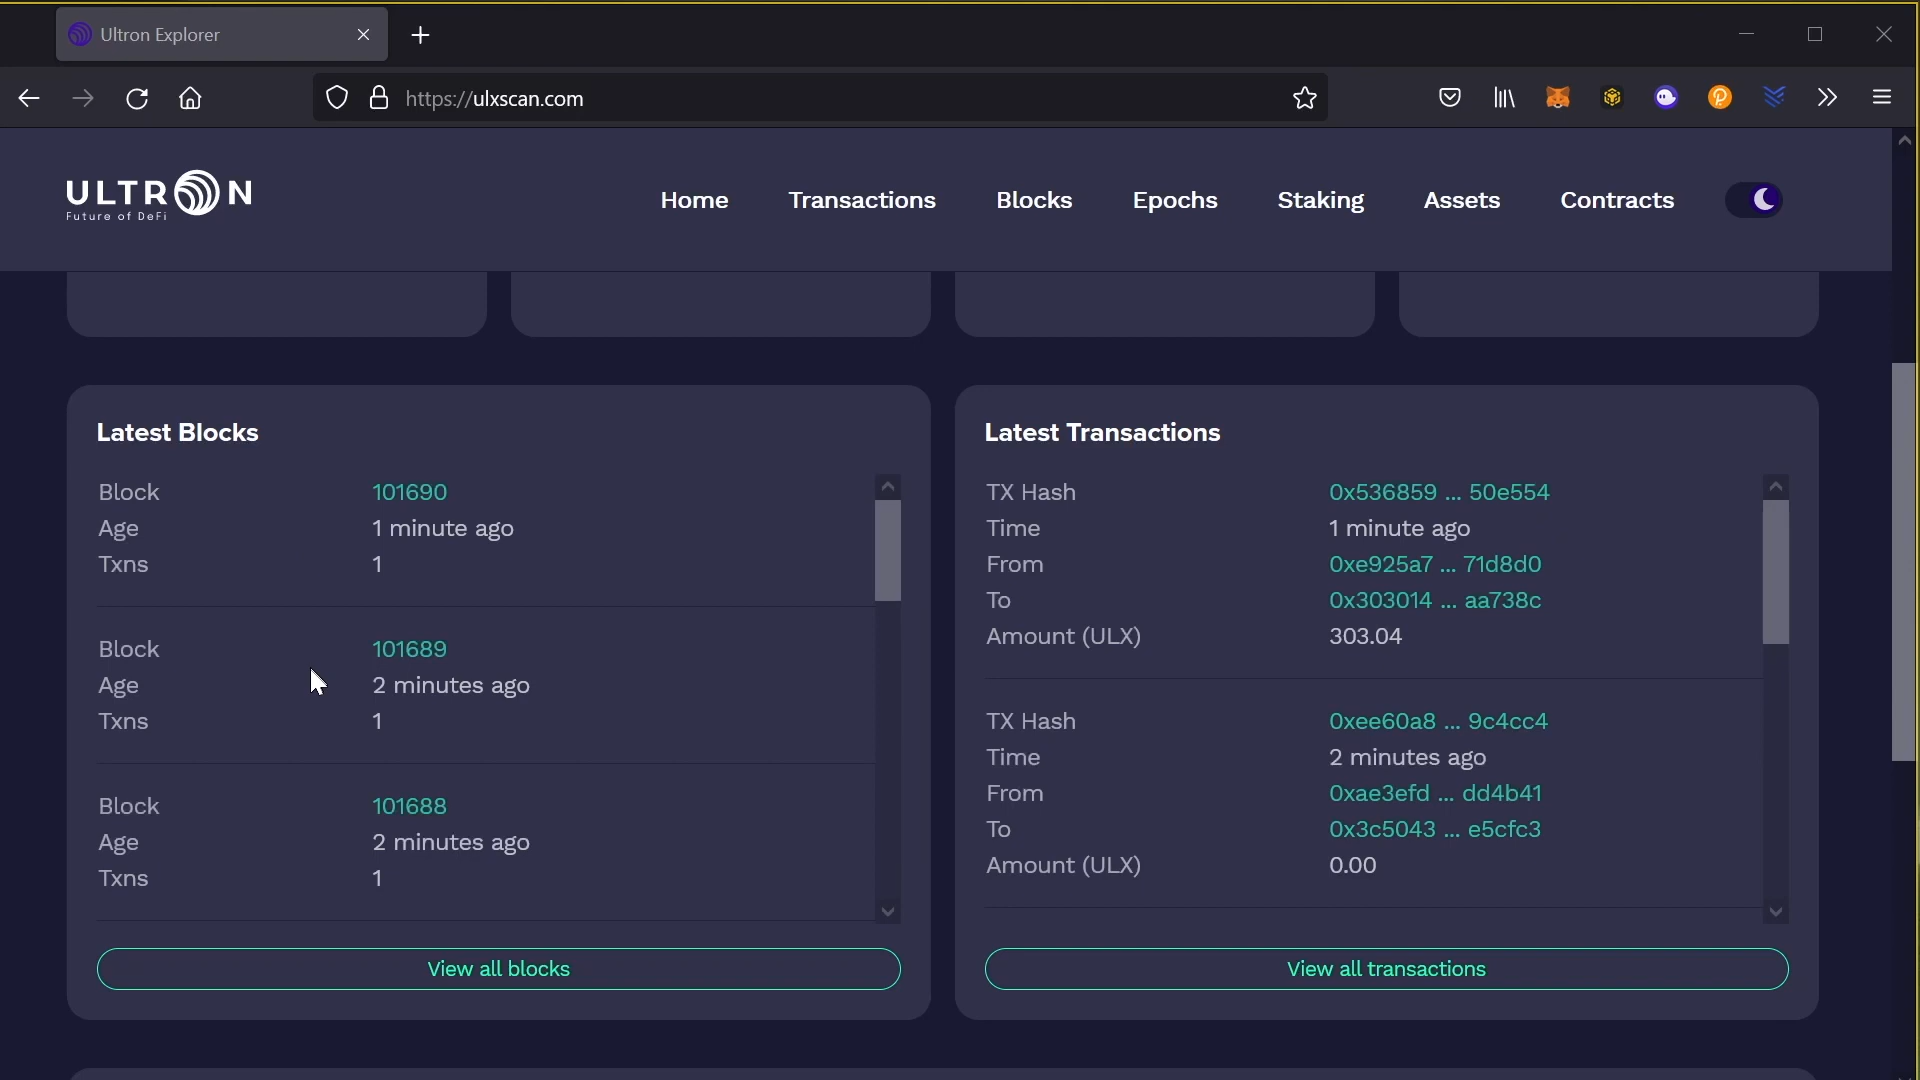 Ultron Explorer
https://ulxscan.com
ULTRON
Future of DeFi
Home Transactions Blocks Epochs Staking Assets Contracts
Latest Blocks
Block 101690
Age 1 minute ago
Txns 1
Block 101689
Age 2 minutes ago
Txns 1
Block 101688
Age 2 minutes ago
Txns 1
View all blocks
Latest Transactions
TX Hash 0x536859 ... 50e554
Time 1 minute ago
From 0xe925a7 ... 71d8d0
To 0x303014 ... aa738c
Amount (ULX) 303.04
TX Hash 0xee60a8 ... 9c4cc4
Time 2 minutes ago
From 0xae3efd ... dd4b41
To 0x3c5043 ... e5cfc3
Amount (ULX) 0.00
View all transactions